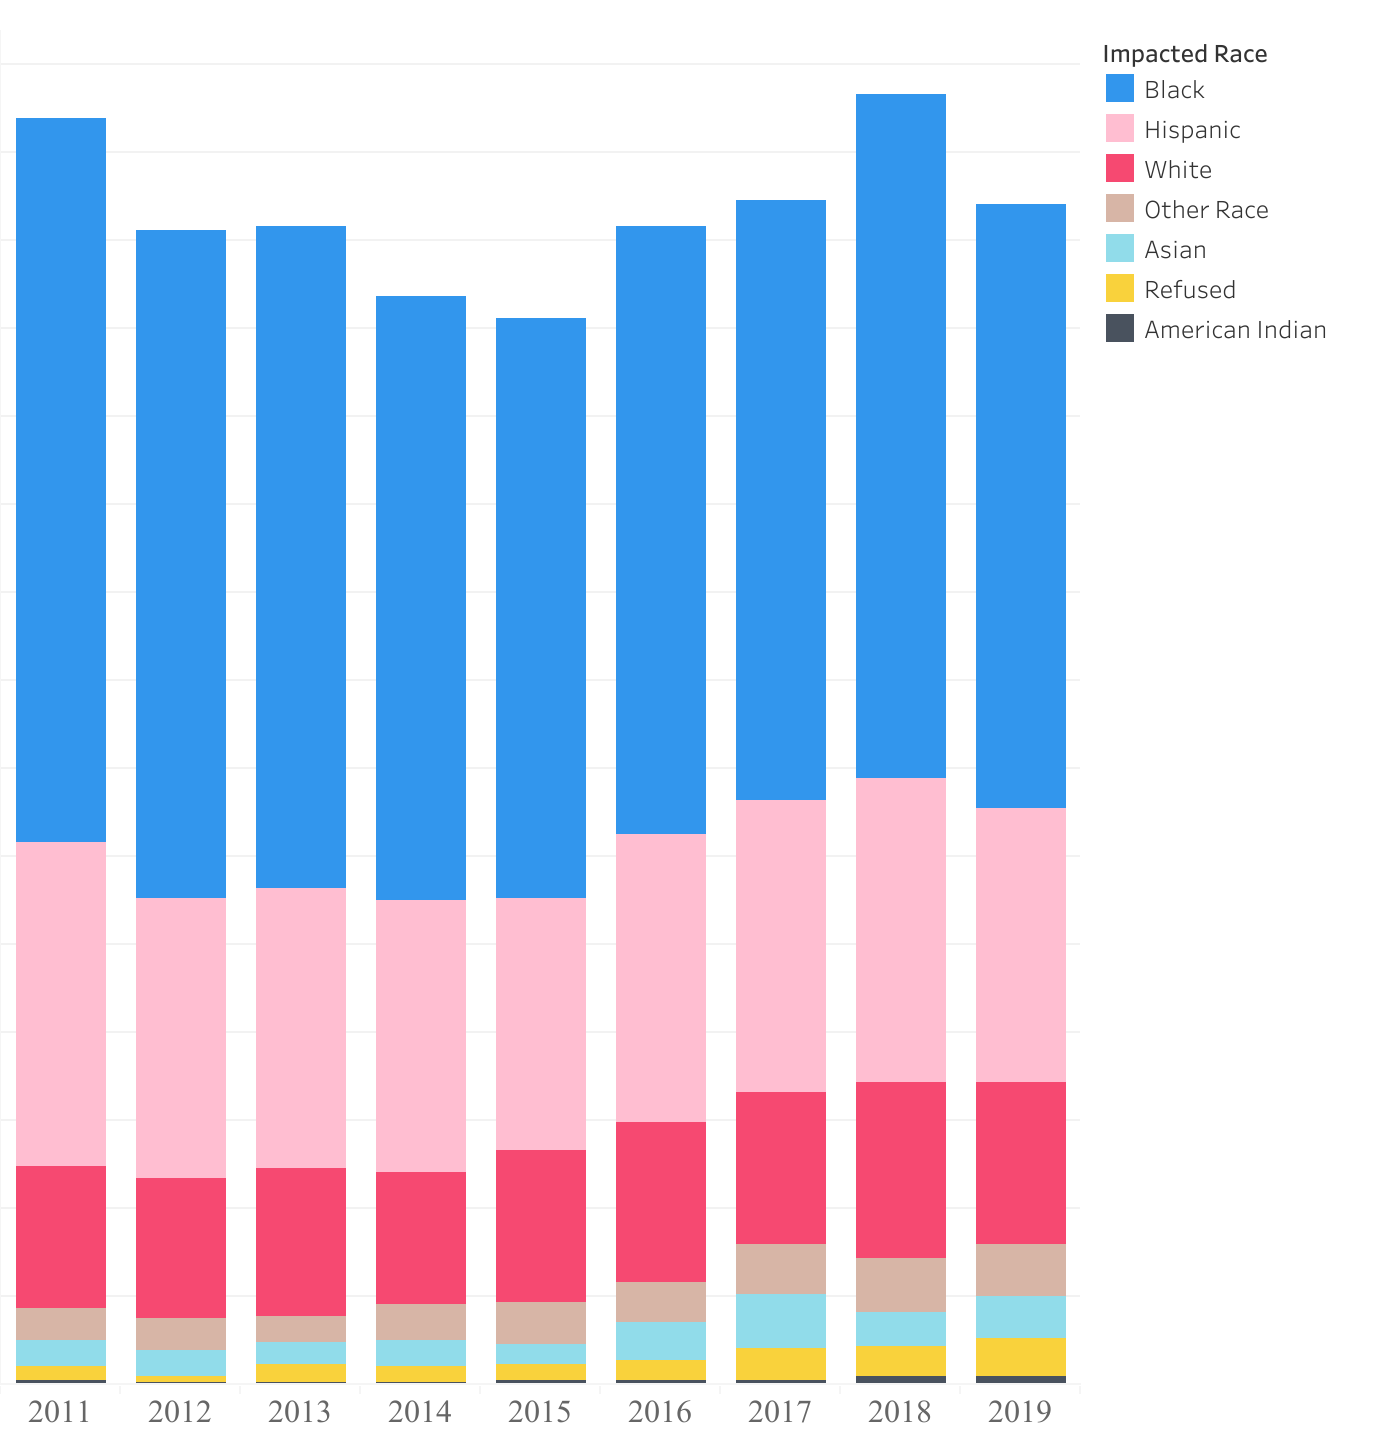 Impacted Race
Black
Hispanic
White
Other Race
Asian
Refused
American Indian
2011 2012 2013 2014 2015 2016 2017 2018 2019